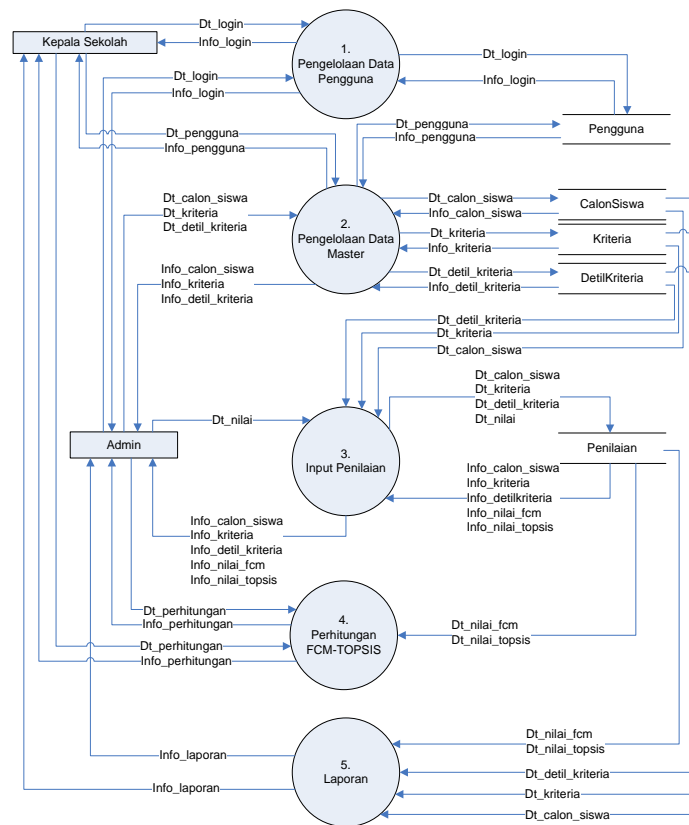 Dt_login
Kepala Sekolah
Info_login
1.
Pengelolaan Data
Pengguna
Dt_login
Info_login
Dt_login
Info_login
Dt_pengguna
Info_pengguna
Pengguna
Dt_pengguna
Info_pengguna
Dt_calon_siswa
Dt_kriteria
Dt_detil_kriteria
2.
Pengelolaan Data
Master
Dt_calon_siswa
Info_calon_siswa
CalonSiswa
Dt_kriteria
Info_kriteria
Kriteria
Dt_detil_kriteria
Info_detil_kriteria
DetilKriteria
Info_calon_siswa
Info_kriteria
Info_detil_kriteria
Dt_detil_kriteria
Dt_kriteria
Dt_calon_siswa
Dt_calon_siswa
Dt_kriteria
Dt_detil_kriteria
Dt_nilai
Dt_nilai
Admin
3.
Input Penilaian
Penilaian
Info_calon_siswa
Info_kriteria
Info_detilkriteria
Info_nilai_fcm
Info_nilai_topsis
Info_calon_siswa
Info_kriteria
Info_detil_kriteria
Info_nilai_fcm
Info_nilai_topsis
Dt_perhitungan
Info_perhitungan
Dt_perhitungan
Info_perhitungan
4.
Perhitungan
FCM-TOPSIS
Dt_nilai_fcm
Dt_nilai_topsis
Info_laporan
Info_laporan
5.
Laporan
Dt_nilai_fcm
Dt_nilai_topsis
Dt_detil_kriteria
Dt_kriteria
Dt_calon_siswa